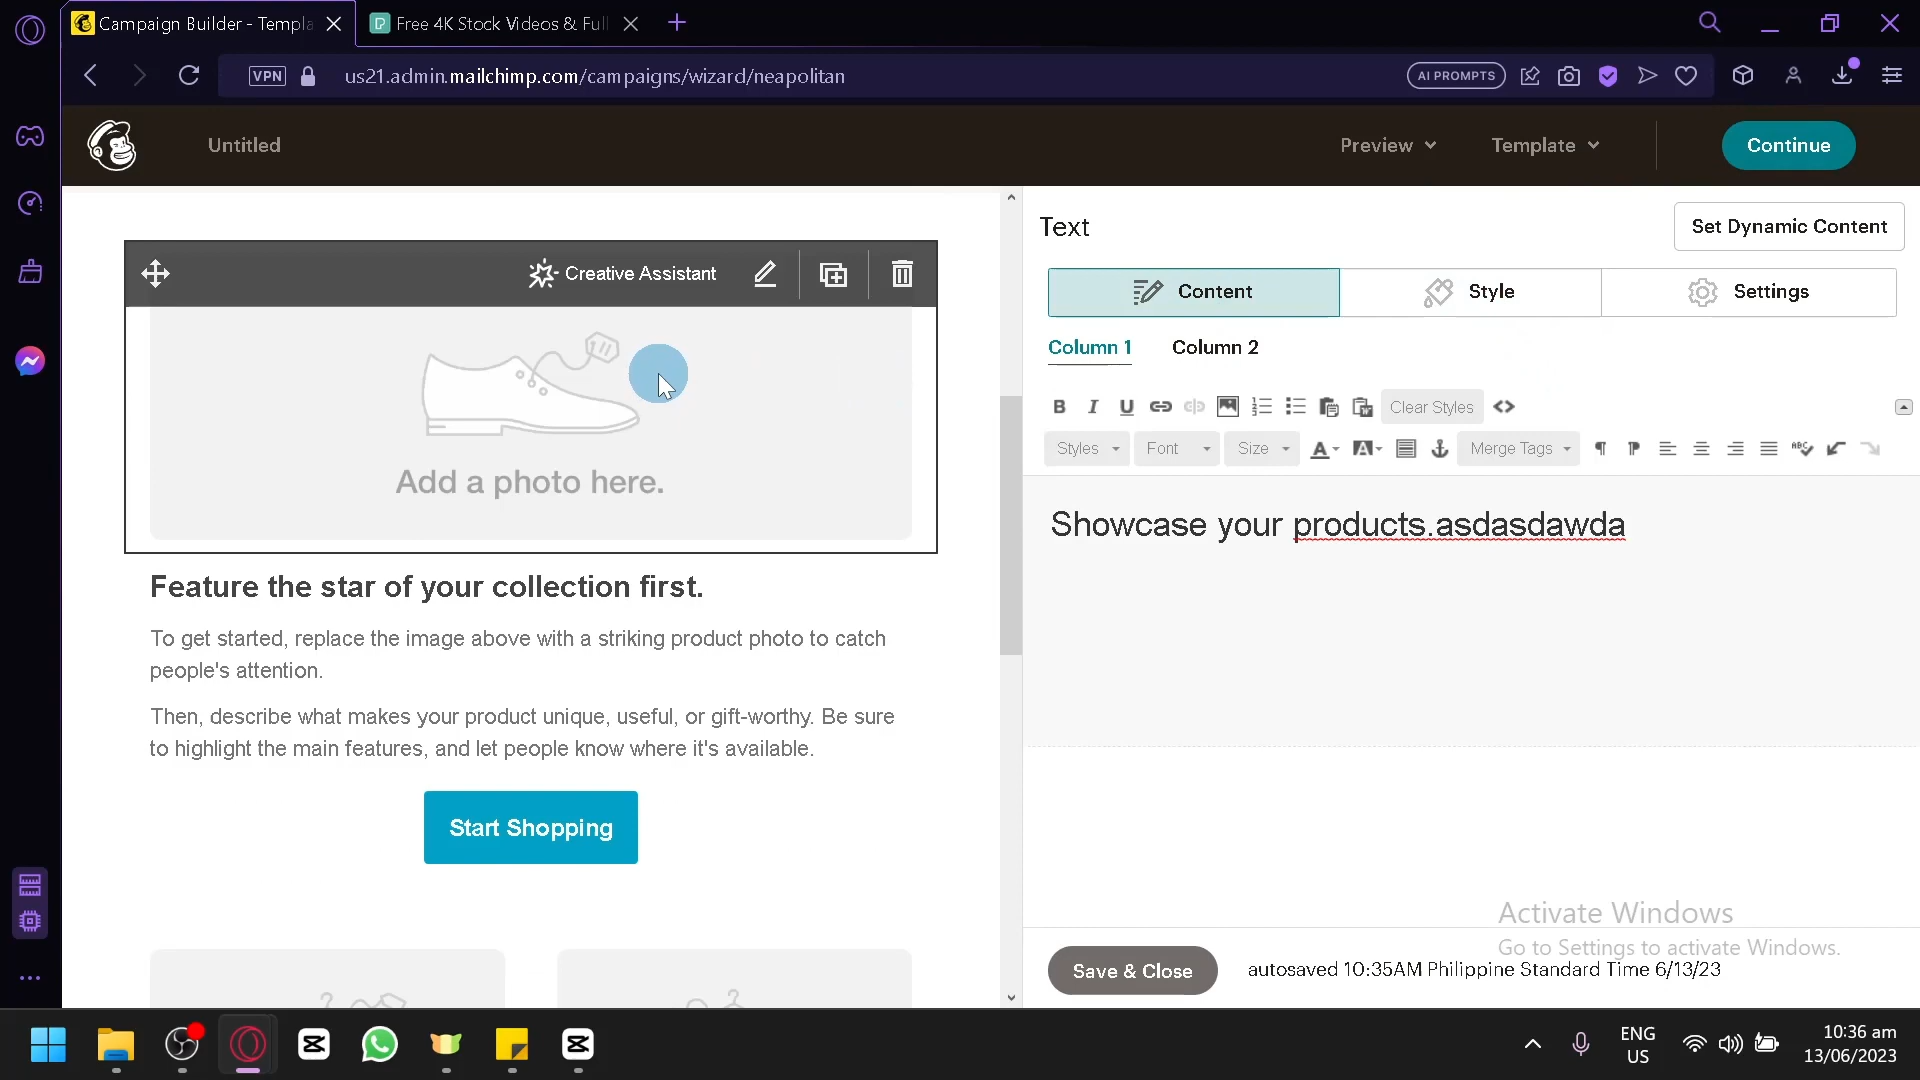 Campaign Builder - Templa
Free 4K Stock Videos & Full
VPN
us21.admin.mailchimp.com/campaigns/wizard/neapolitan
AI PROMPTS
Untitled
Preview
Template
Continue
Text
Set Dynamic Content
Creative Assistant
Content
Style
Settings
Column 1
Column 2
Clear Styles
Styles
Font
Size
Merge Tags
Showcase your products.asdasdawda
Add a photo here.
Feature the star of your collection first.
To get started, replace the image above with a striking product photo to catch
people's attention.
Then, describe what makes your product unique, useful, or gift-worthy. Be sure
to highlight the main features, and let people know where it's available.
Start Shopping
Activate Windows
Go to Settings to activate Windows.
Save & Close
autosaved 10:35AM Philippine Standard Time 6/13/23
ENG
US
10:36 am
13/06/2023